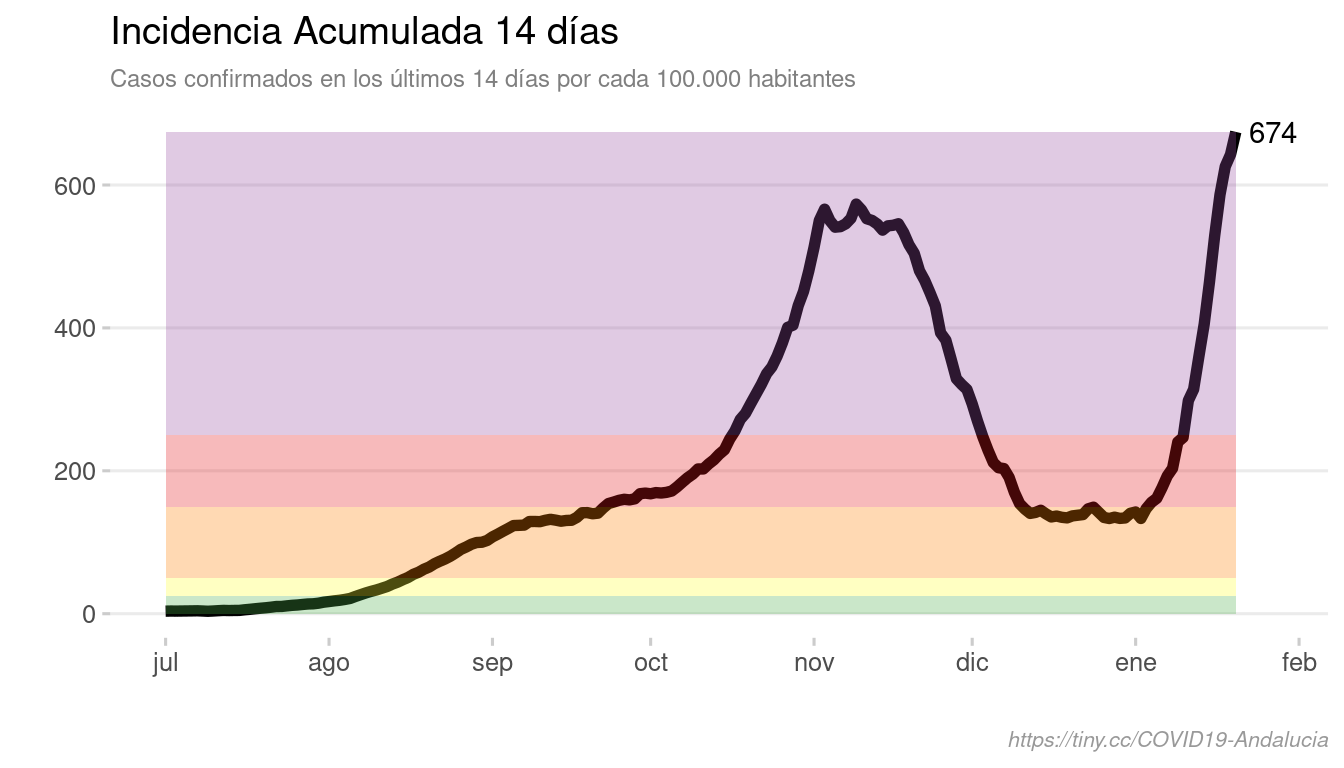 Incidencia Acumulada 14 días
Casos confirmados en los últimos 14 días por cada 100.000 habitantes
674
600
400
200
0
jul ago sep oct nov dic ene feb
https://tiny.cc/COVID19-Andalucia